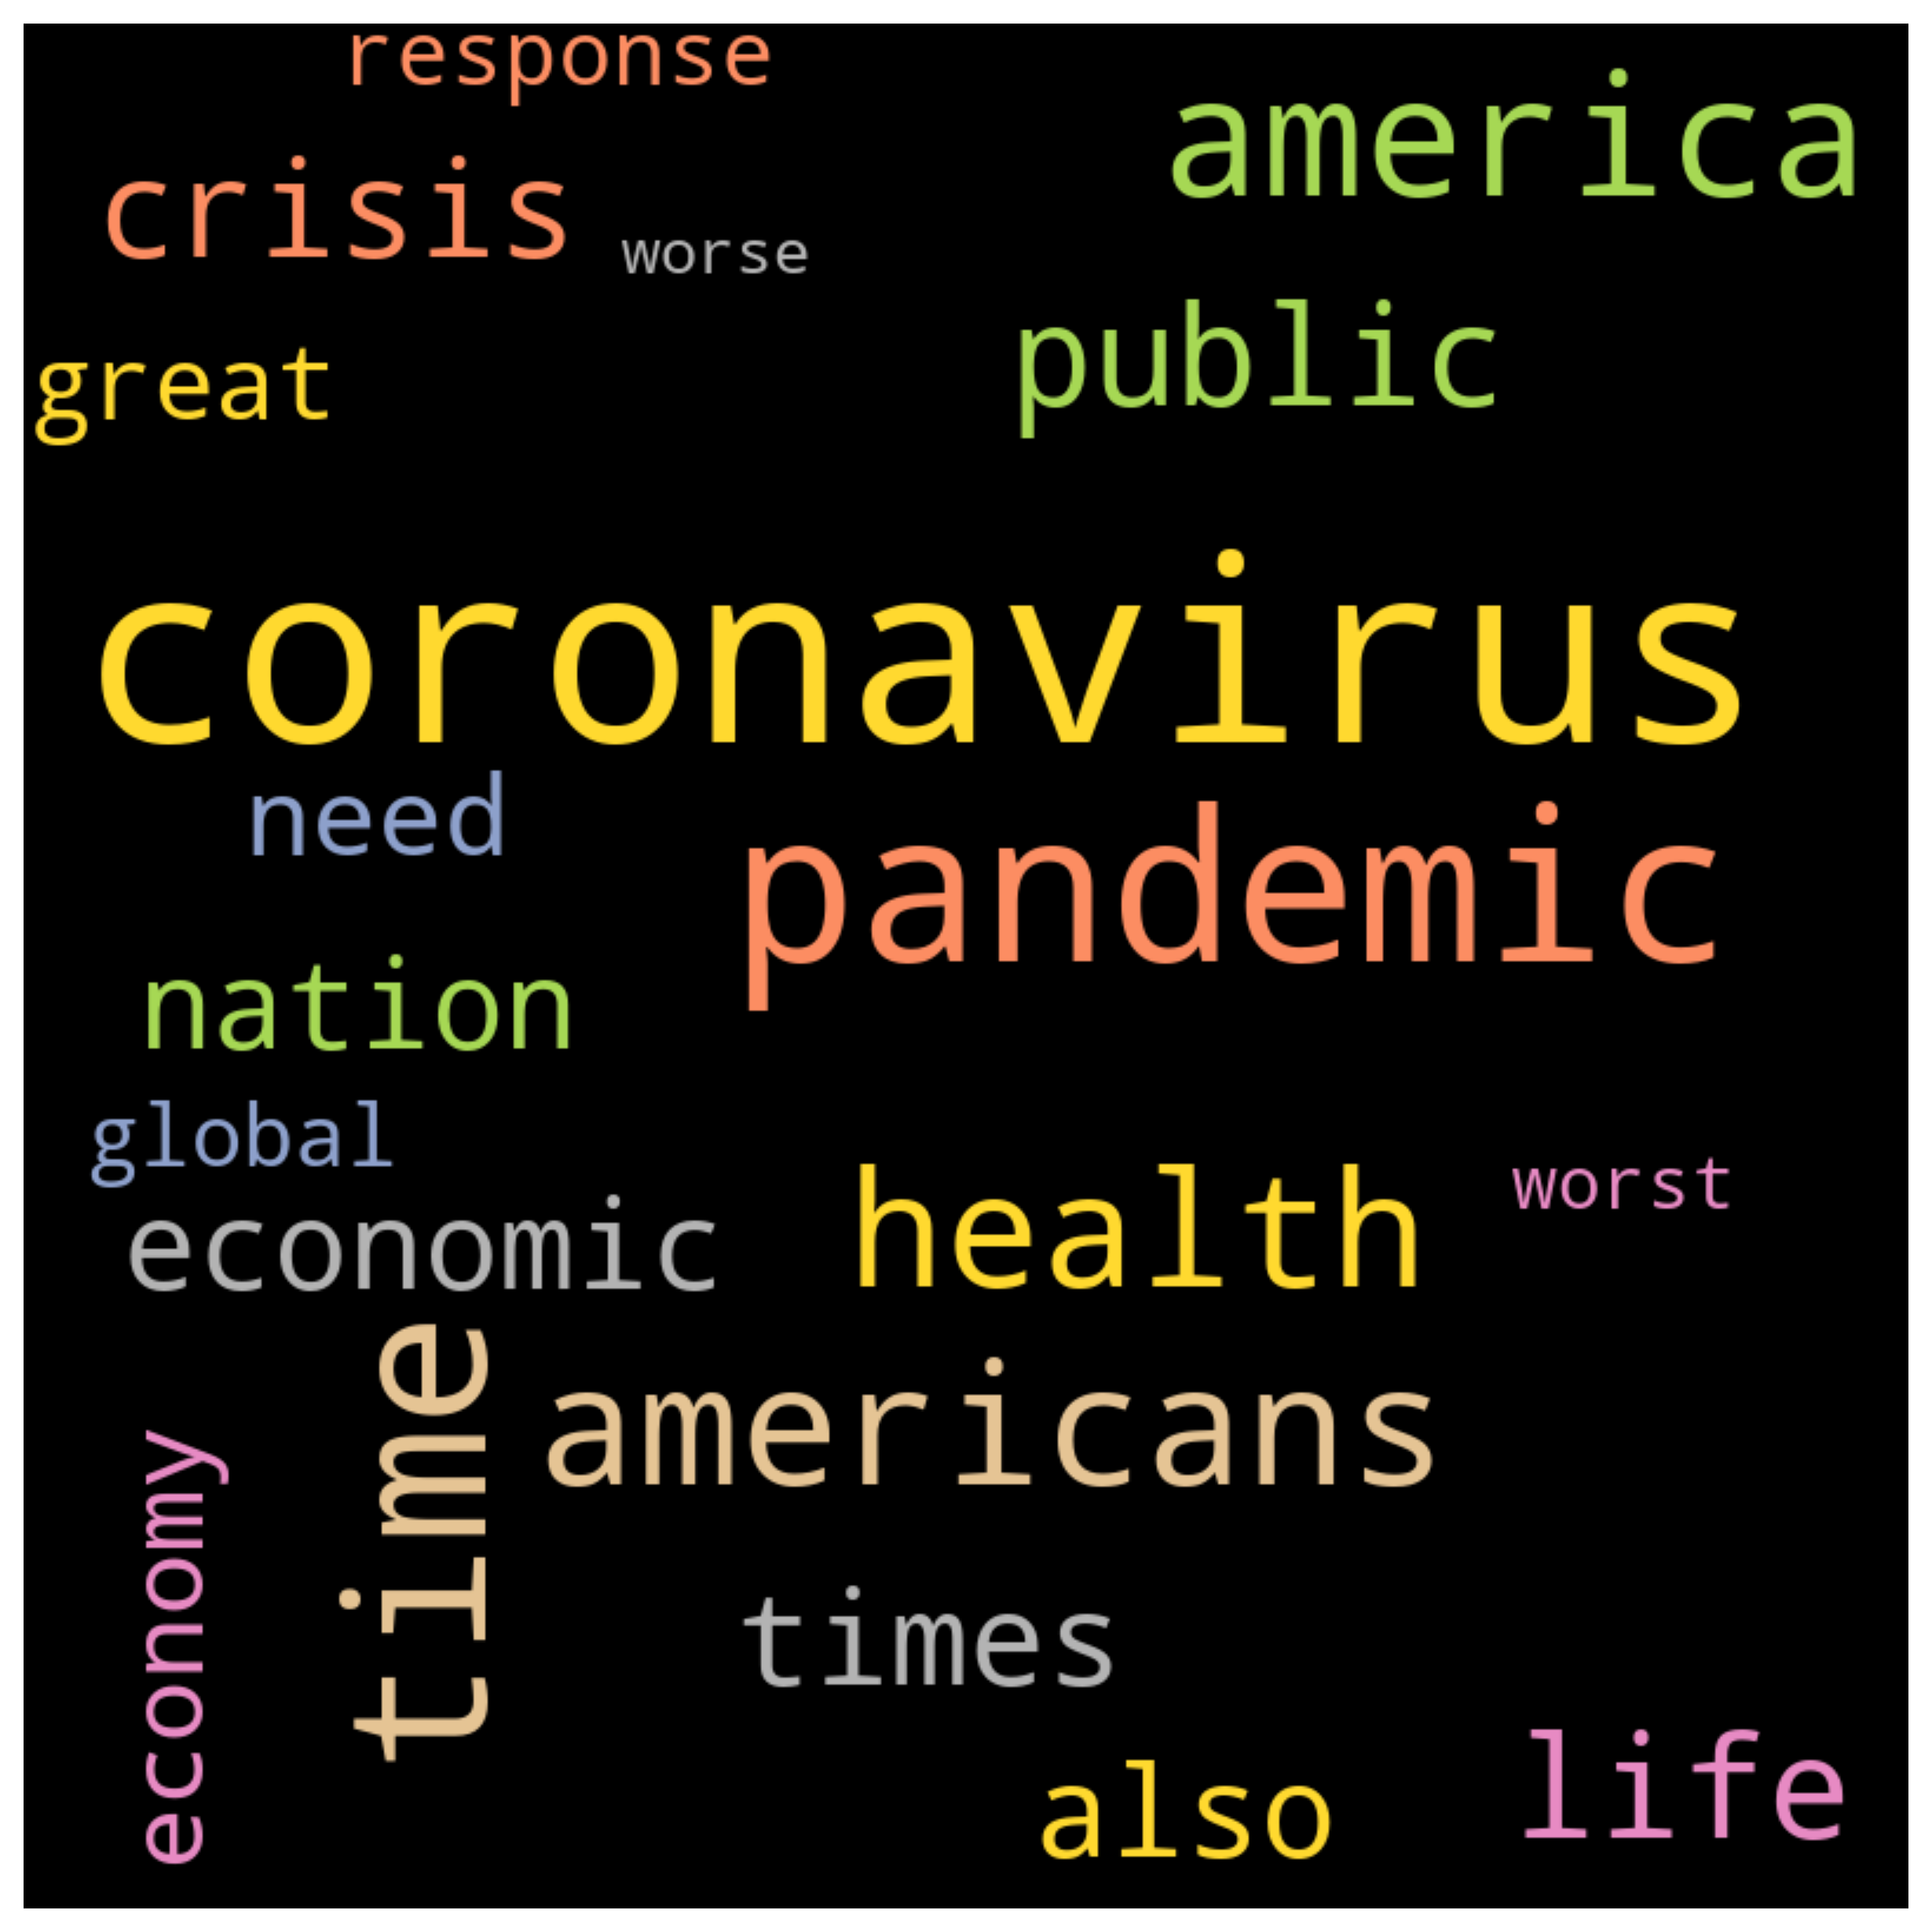 response
america
crisis
worse
public
great
coronavirus
need
pandemic
nation
global
health
worst
economic
time
americans
economy
times
life
also